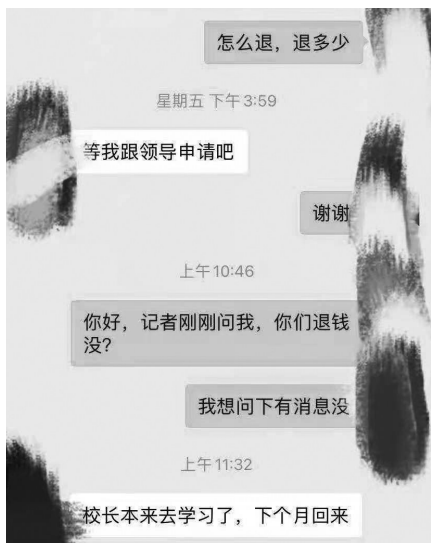 怎么退，退多少
星期五 下午 3:59
等我跟领导申请吧
谢谢
上午10:46
你好，记者刚刚问我，你们退钱
没？
我想问下有消息没
上午11:32
校长本来去学习了，下个月回来